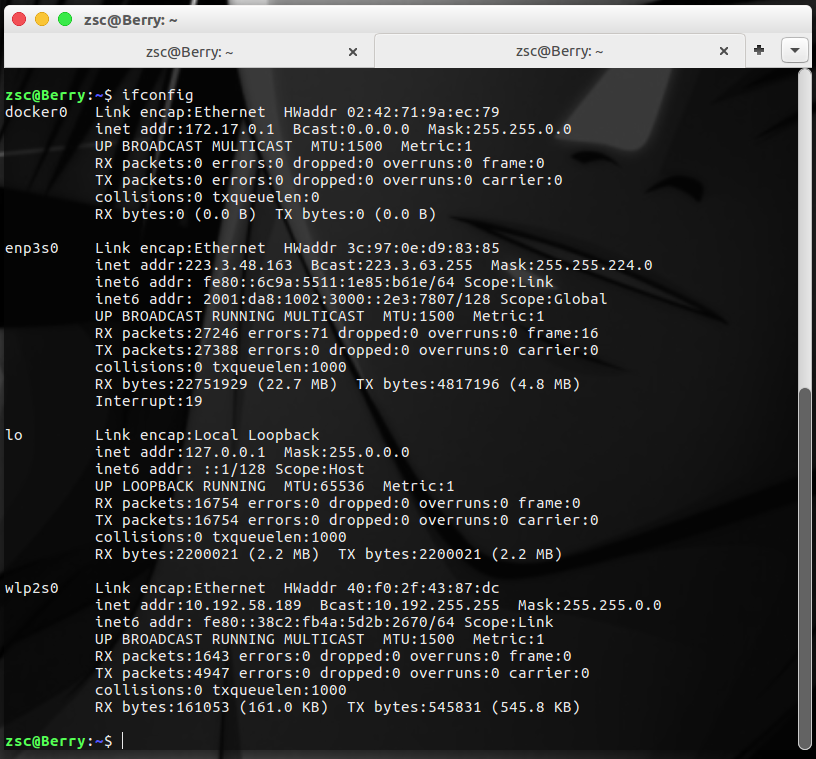 zsc@Berry: ~
zsc@Berry: ~
zsc@Berry: ~
zsc@Berry:~$ ifconfig
docker0   Link encap:Ethernet  HWaddr 02:42:71:9a:ec:79
          inet addr:172.17.0.1  Bcast:0.0.0.0  Mask:255.255.0.0
          UP BROADCAST MULTICAST  MTU:1500  Metric:1
          RX packets:0 errors:0 dropped:0 overruns:0 frame:0
          TX packets:0 errors:0 dropped:0 overruns:0 carrier:0
          collisions:0 txqueuelen:0
          RX bytes:0 (0.0 B)  TX bytes:0 (0.0 B)
enp3s0    Link encap:Ethernet  HWaddr 3c:97:0e:d9:83:85
          inet addr:223.3.48.163  Bcast:223.3.63.255  Mask:255.255.224.0
          inet6 addr: fe80::6c9a:5511:1e85:b61e/64 Scope:Link
          inet6 addr: 2001:da8:1002:3000::2e3:7807/128 Scope:Global
          UP BROADCAST RUNNING MULTICAST  MTU:1500  Metric:1
          RX packets:27246 errors:71 dropped:0 overruns:0 frame:16
          TX packets:27388 errors:0 dropped:0 overruns:0 carrier:0
          collisions:0 txqueuelen:1000
          RX bytes:22751929 (22.7 MB)  TX bytes:4817196 (4.8 MB)
          Interrupt:19
lo        Link encap:Local Loopback
          inet addr:127.0.0.1  Mask:255.0.0.0
          inet6 addr: ::1/128 Scope:Host
          UP LOOPBACK RUNNING  MTU:65536  Metric:1
          RX packets:16754 errors:0 dropped:0 overruns:0 frame:0
          TX packets:16754 errors:0 dropped:0 overruns:0 carrier:0
          collisions:0 txqueuelen:1000
          RX bytes:2200021 (2.2 MB)  TX bytes:2200021 (2.2 MB)
wlp2s0    Link encap:Ethernet  HWaddr 40:f0:2f:43:87:dc
          inet addr:10.192.58.189  Bcast:10.192.255.255  Mask:255.255.0.0
          inet6 addr: fe80::38c2:fb4a:5d2b:2670/64 Scope:Link
          UP BROADCAST RUNNING MULTICAST  MTU:1500  Metric:1
          RX packets:1643 errors:0 dropped:0 overruns:0 frame:0
          TX packets:4947 errors:0 dropped:0 overruns:0 carrier:0
          collisions:0 txqueuelen:1000
          RX bytes:161053 (161.0 KB)  TX bytes:545831 (545.8 KB)
zsc@Berry:~$